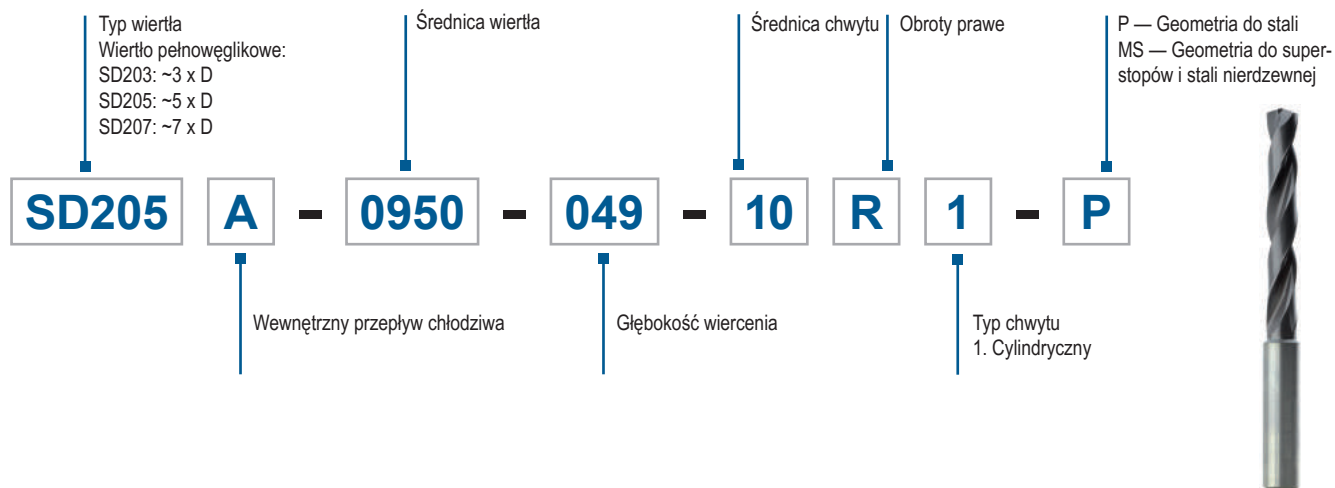 Typ wiertła
Wiertło pełnowęglikowe:
SD203: ~3 x D
SD205: ~5 x D
SD207: ~7 x D
Średnica wiertła
Średnica chwytu
Obroty prawe
P — Geometria do stali
MS — Geometria do super-
stopów i stali nierdzewnej
SD205 A - 0950 - 049 - 10 R 1 - P
Wewnętrzny przepływ chłodziwa
Głębokość wiercenia
Typ chwytu
1. Cylindryczny